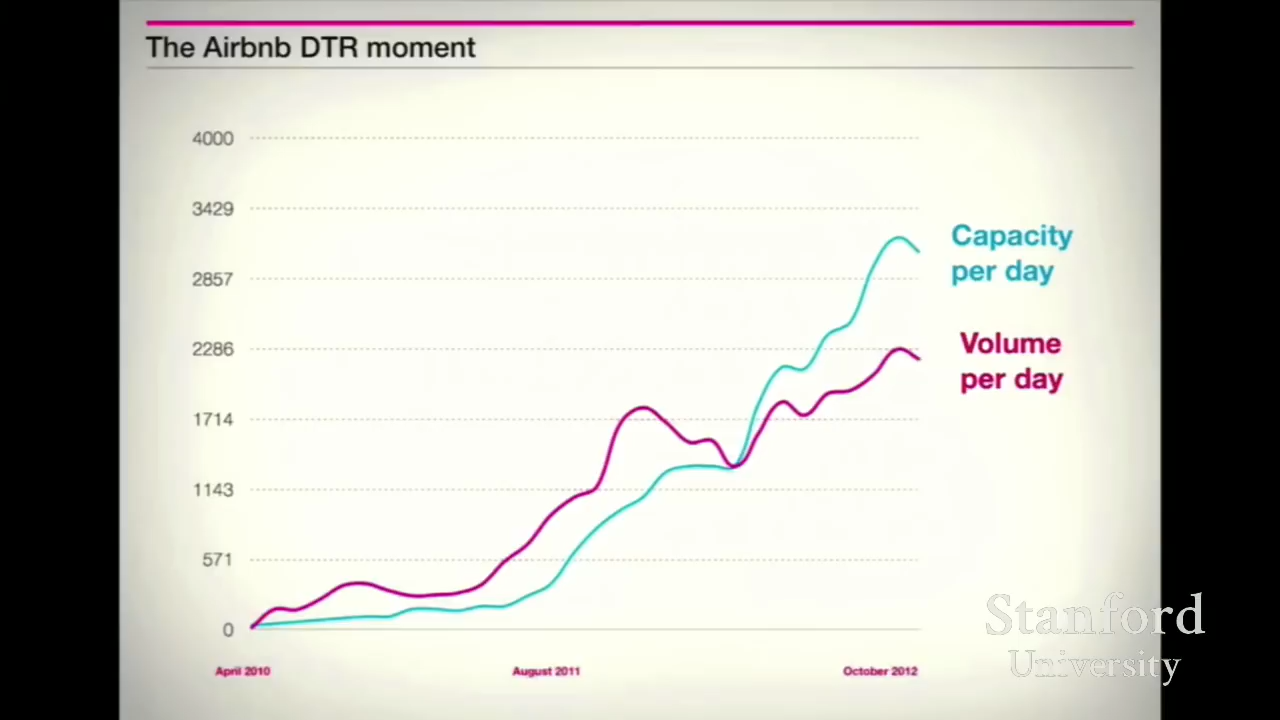 The Airbnb DTR moment
4000
3429
2857
2286
1714
1143
571
0
Capacity
per day
Volume
per day
April 2010
August 2011
October 2012
Stanford
University